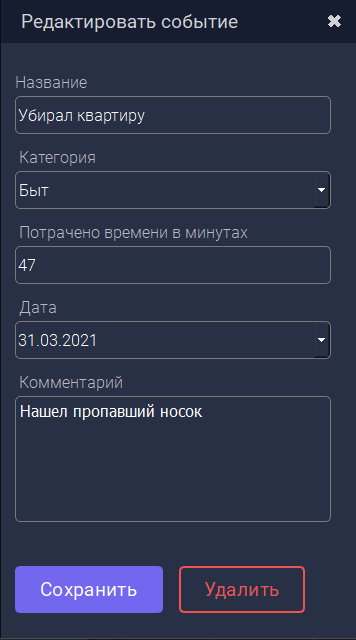 Редактировать событие
Название
Убирал квартиру
Категория
Быт
Потрачено времени в минутах
47
Дата
31.03.2021
Комментарий
Нашел пропавший носок
Сохранить
Удалить